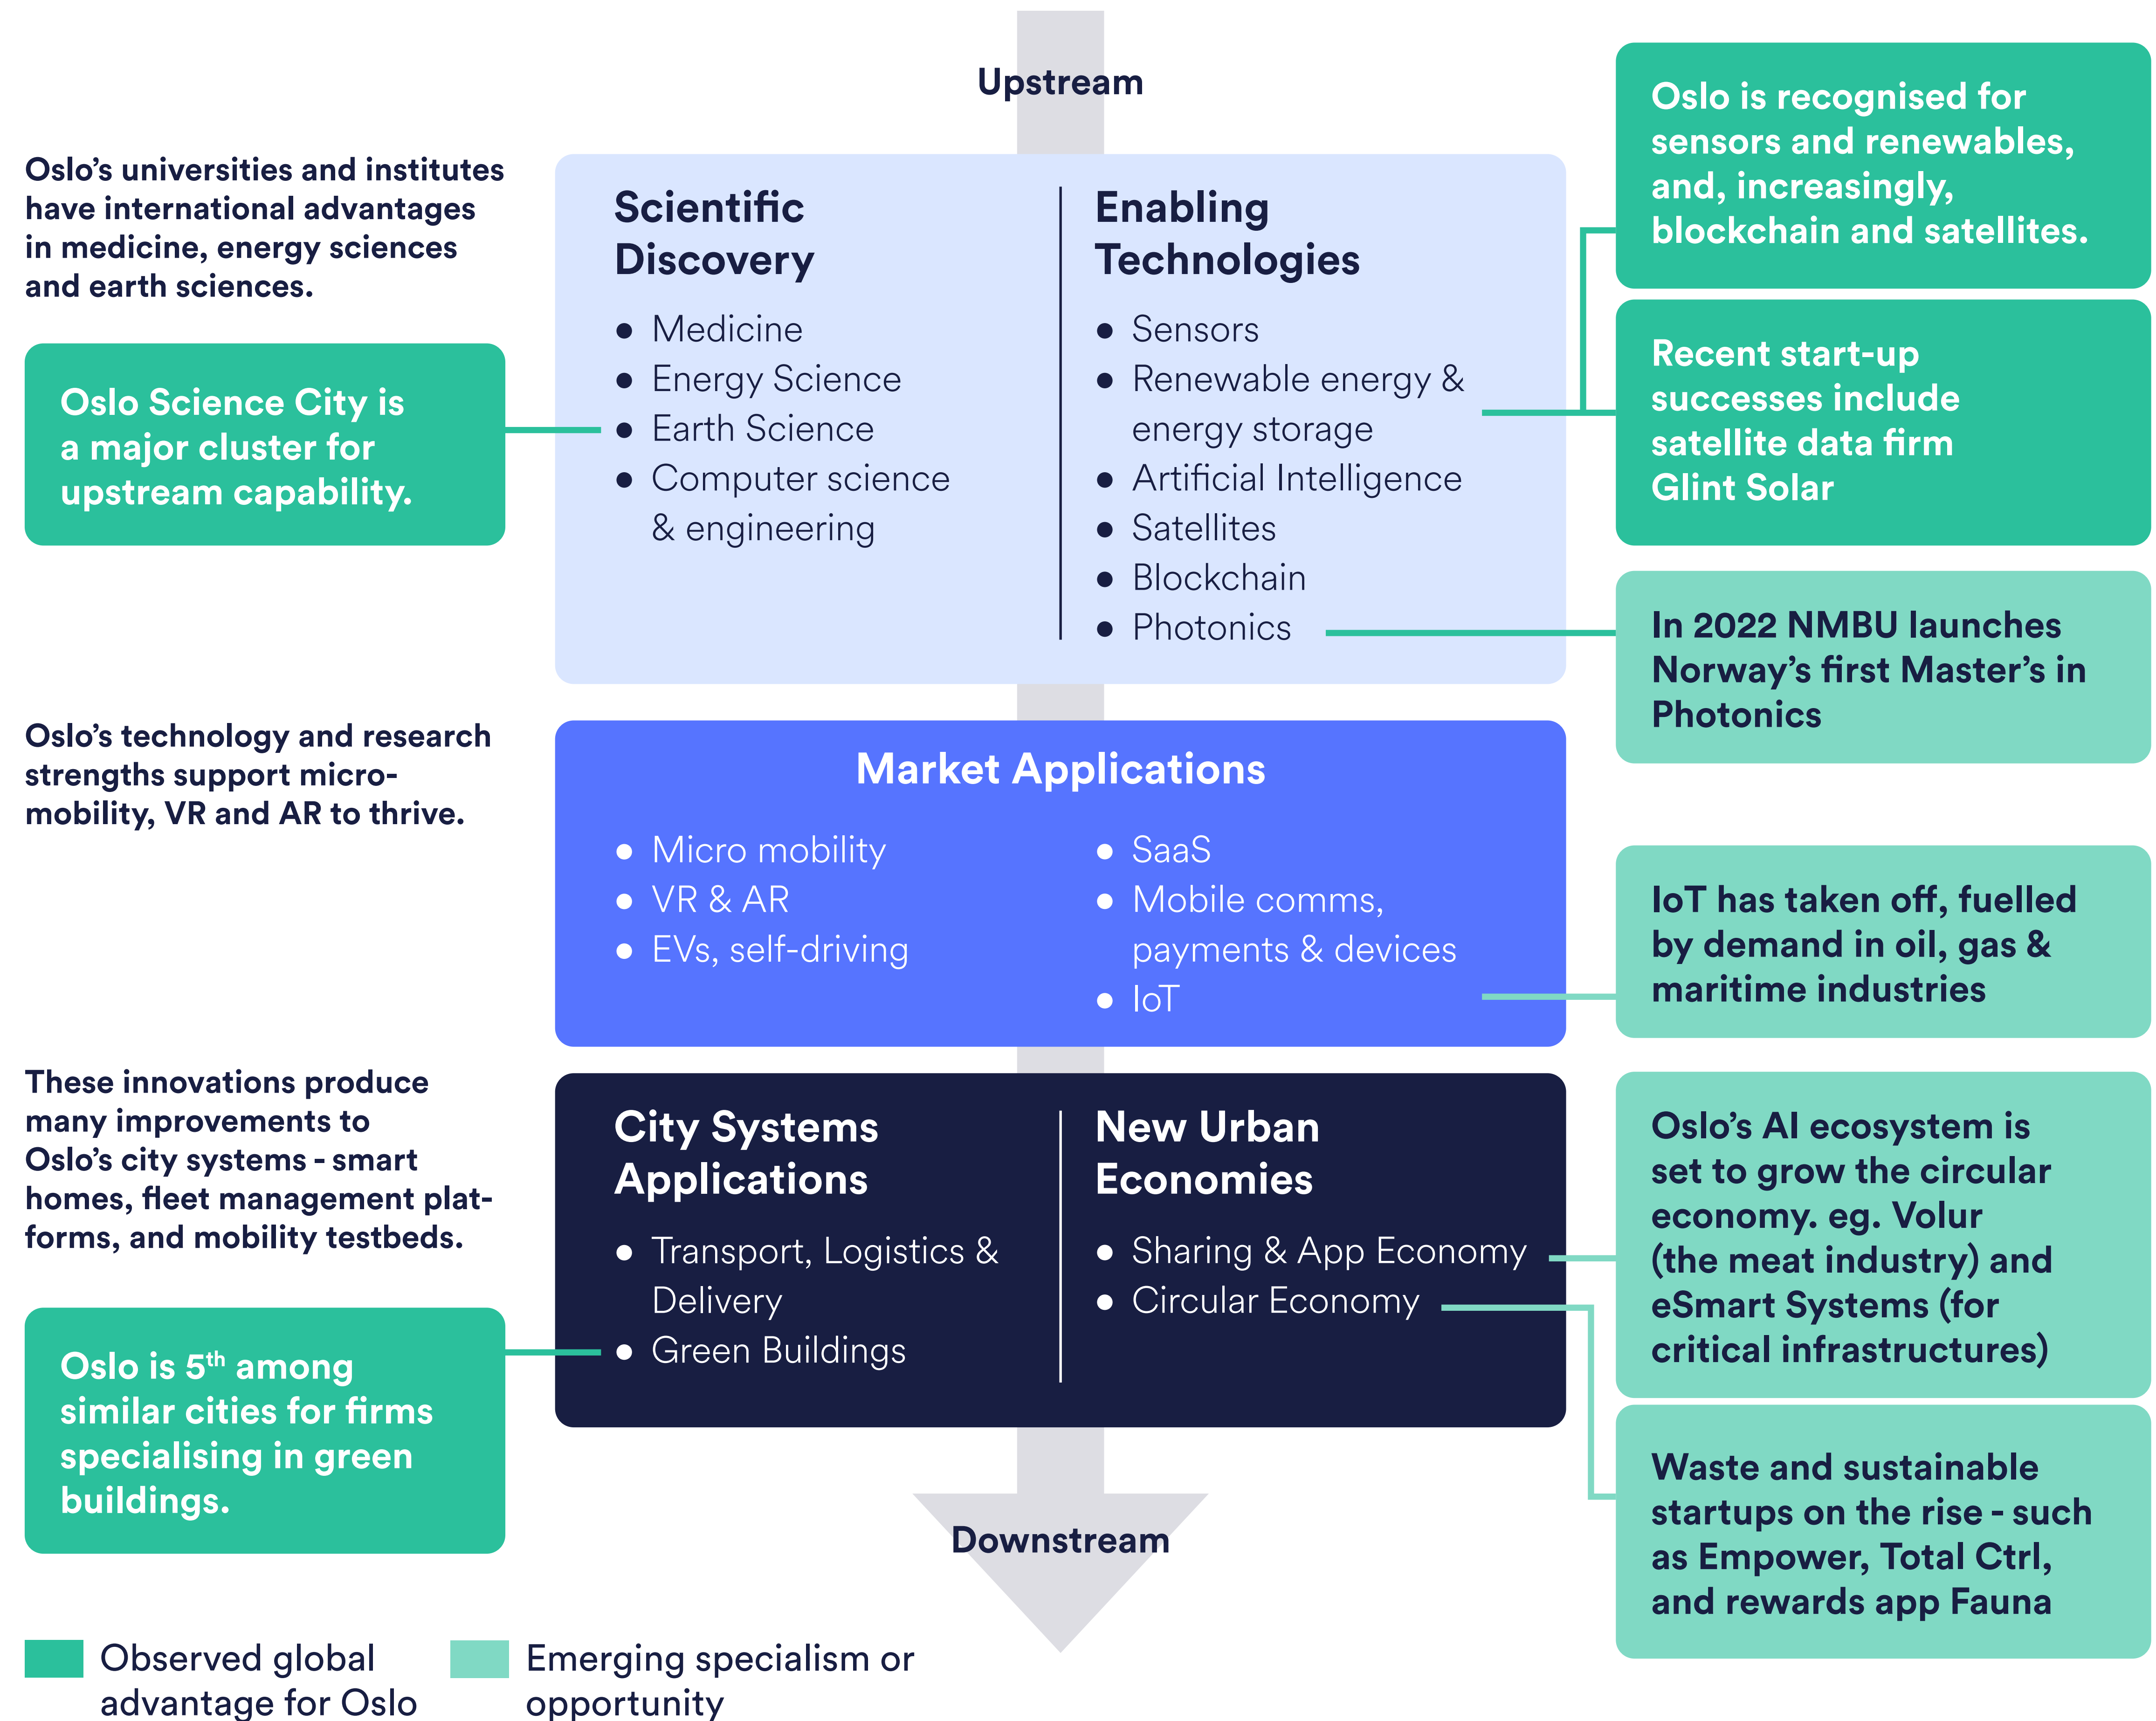 Upstream
Oslo’s universities and institutes
have international advantages
in medicine, energy sciences
and earth sciences.
Oslo Science City is
a major cluster for
upstream capability.
Scientific
Discovery
● Medicine
● Energy Science
● Earth Science
● Computer science
& engineering
Enabling
Technologies
● Sensors
● Renewable energy &
energy storage
● Artificial Intelligence
● Satellites
● Blockchain
● Photonics
Oslo is recognised for
sensors and renewables,
and, increasingly,
blockchain and satellites.
Recent start-up
successes include
satellite data firm
Glint Solar
In 2022 NMBU launches
Norway’s first Master’s in
Photonics
Oslo’s technology and research
strengths support micro-
mobility, VR and AR to thrive.
Market Applications
● Micro mobility
● VR & AR
● EVs, self-driving
● SaaS
● Mobile comms,
payments & devices
● IoT
IoT has taken off, fuelled
by demand in oil, gas &
maritime industries
These innovations produce
many improvements to
Oslo’s city systems - smart
homes, fleet management plat-
forms, and mobility testbeds.
Oslo is 5th among
similar cities for firms
specialising in green
buildings.
City Systems
Applications
● Transport, Logistics &
Delivery
● Green Buildings
New Urban
Economies
● Sharing & App Economy
● Circular Economy
Oslo’s AI ecosystem is
set to grow the circular
economy. eg. Volur
(the meat industry) and
eSmart Systems (for
critical infrastructures)
Waste and sustainable
startups on the rise - such
as Empower, Total Ctrl,
and rewards app Fauna
Downstream
Observed global
advantage for Oslo
Emerging specialism or
opportunity